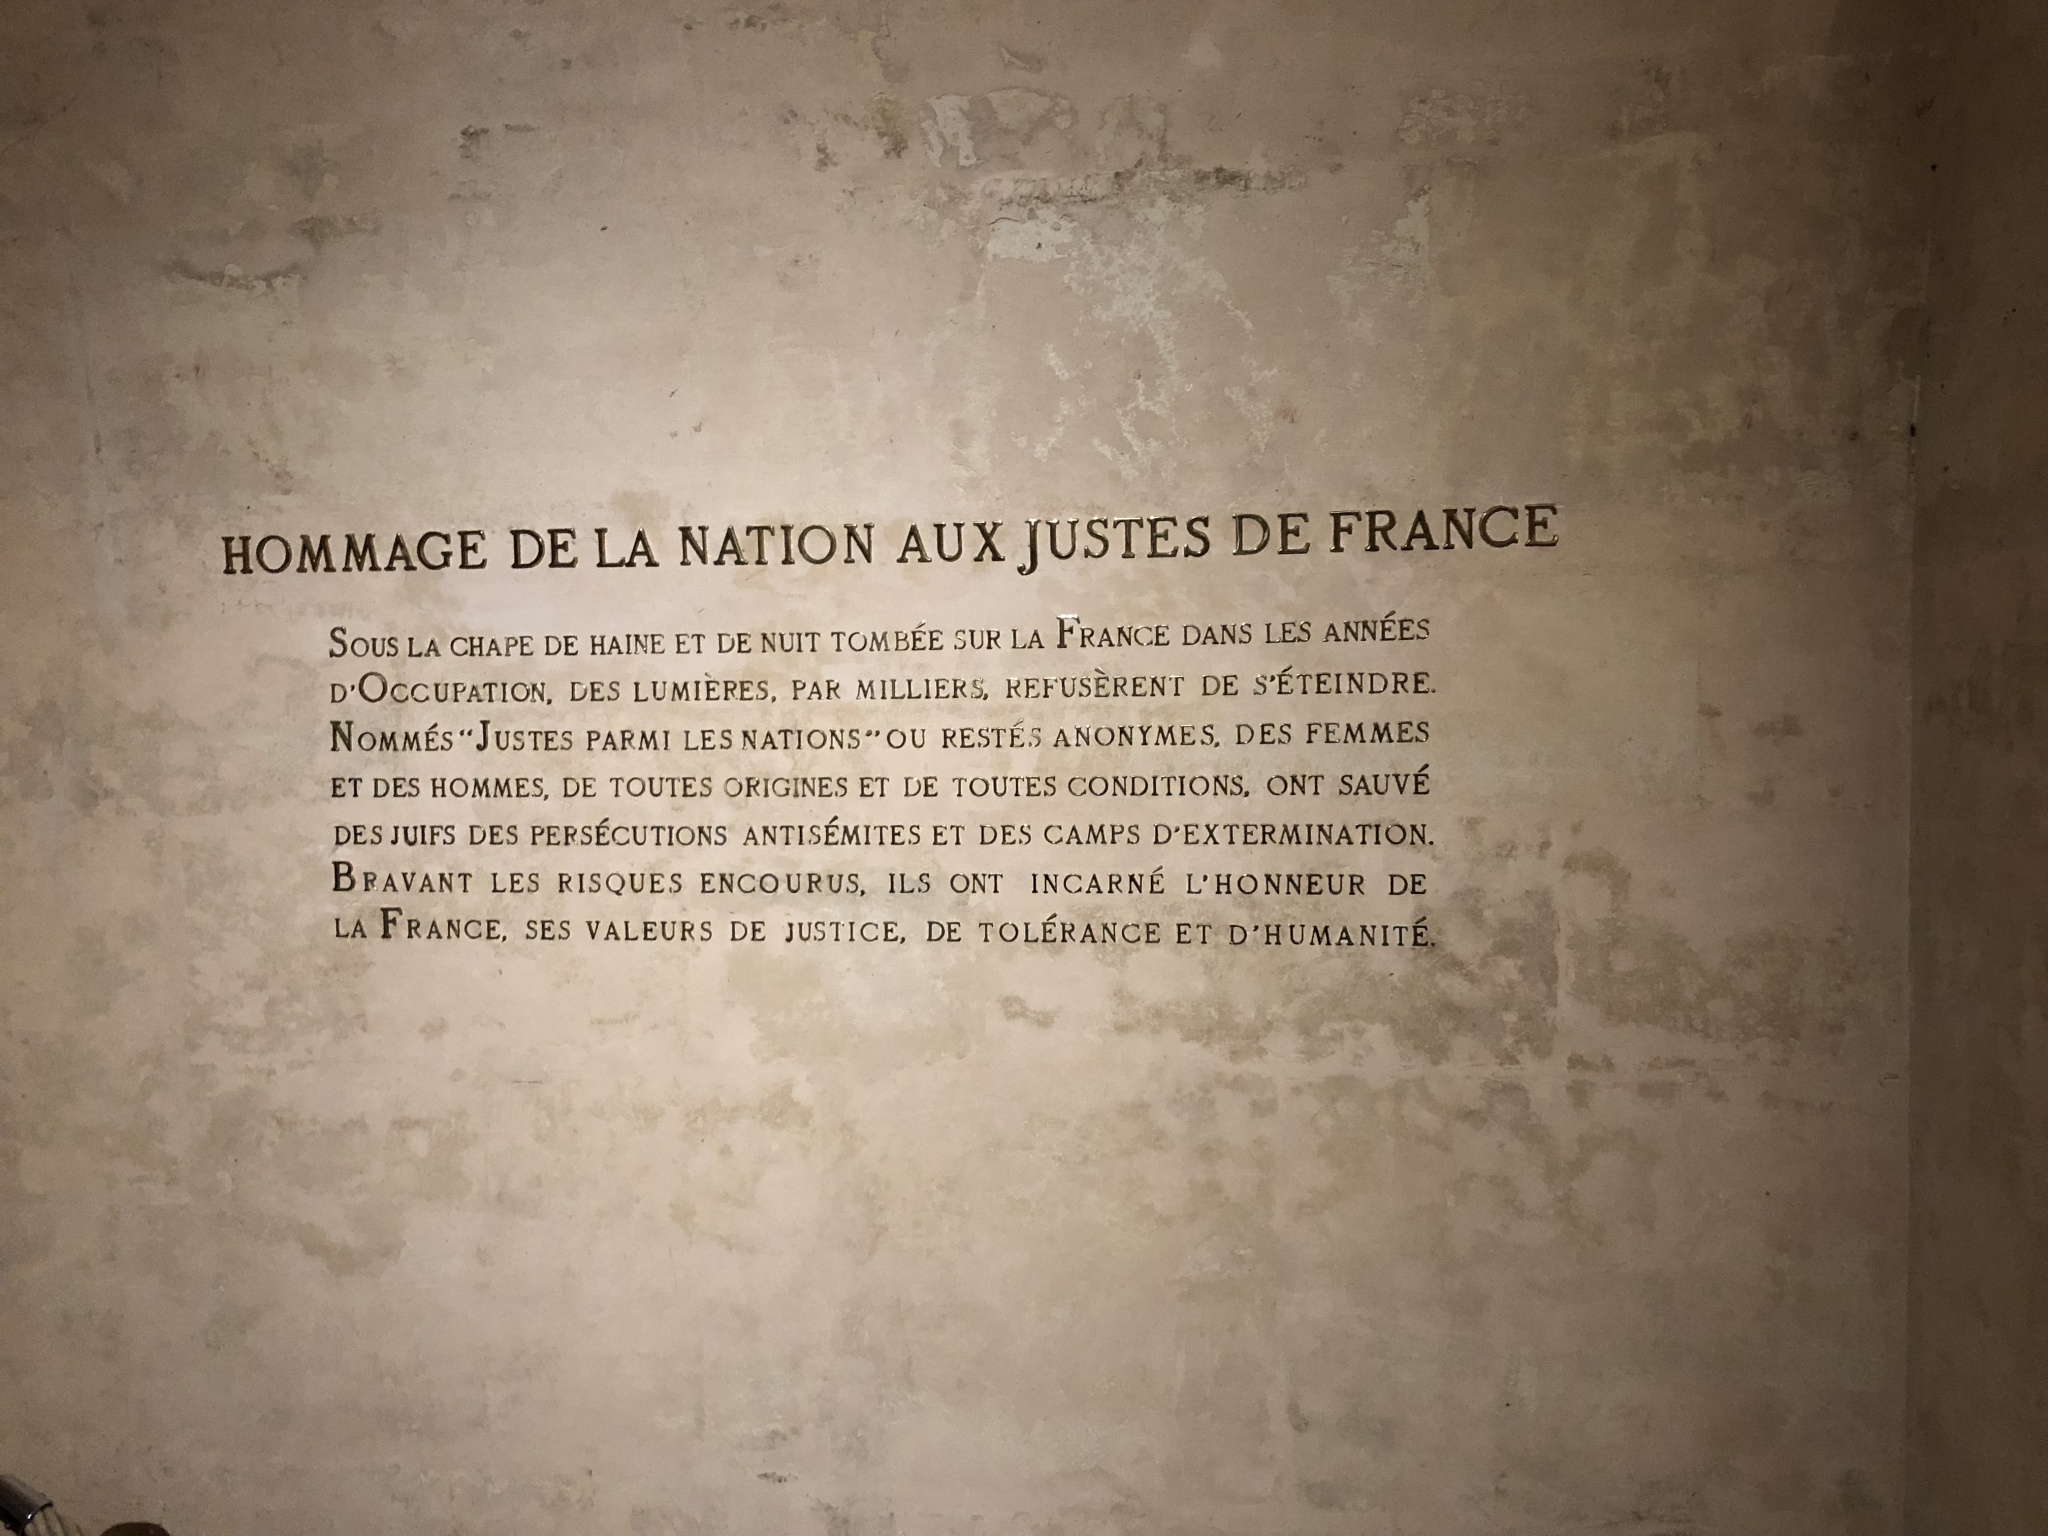 HOMMAGE DE LA NATION AUX JUSTES DE FRANCE
SOUS LA CHAPE DE HAINE ET DE NUIT TOMBÉE SUR LA FRANCE DANS LES ANNÉES
D'OCCUPATION, DES LUMIÈRES, PAR MILLIERS, REFUSÈRENT DE S'ÉTEINDRE.
NOMMÉS "JUSTES PARMI LES NATIONS" OU RESTÉS ANONYMES, DES FEMMES
ET DES HOMMES, DE TOUTES ORIGINES ET DE TOUTES CONDITIONS, ONT SAUVÉ
DES JUIFS DES PERSÉCUTIONS ANTISÉMITES ET DES CAMPS D'EXTERMINATION.
BRAVANT LES RISQUES ENCOURUS, ILS ONT INCARNÉ L'HONNEUR DE
LA FRANCE, SES VALEURS DE JUSTICE, DE TOLÉRANCE ET D'HUMANITÉ.